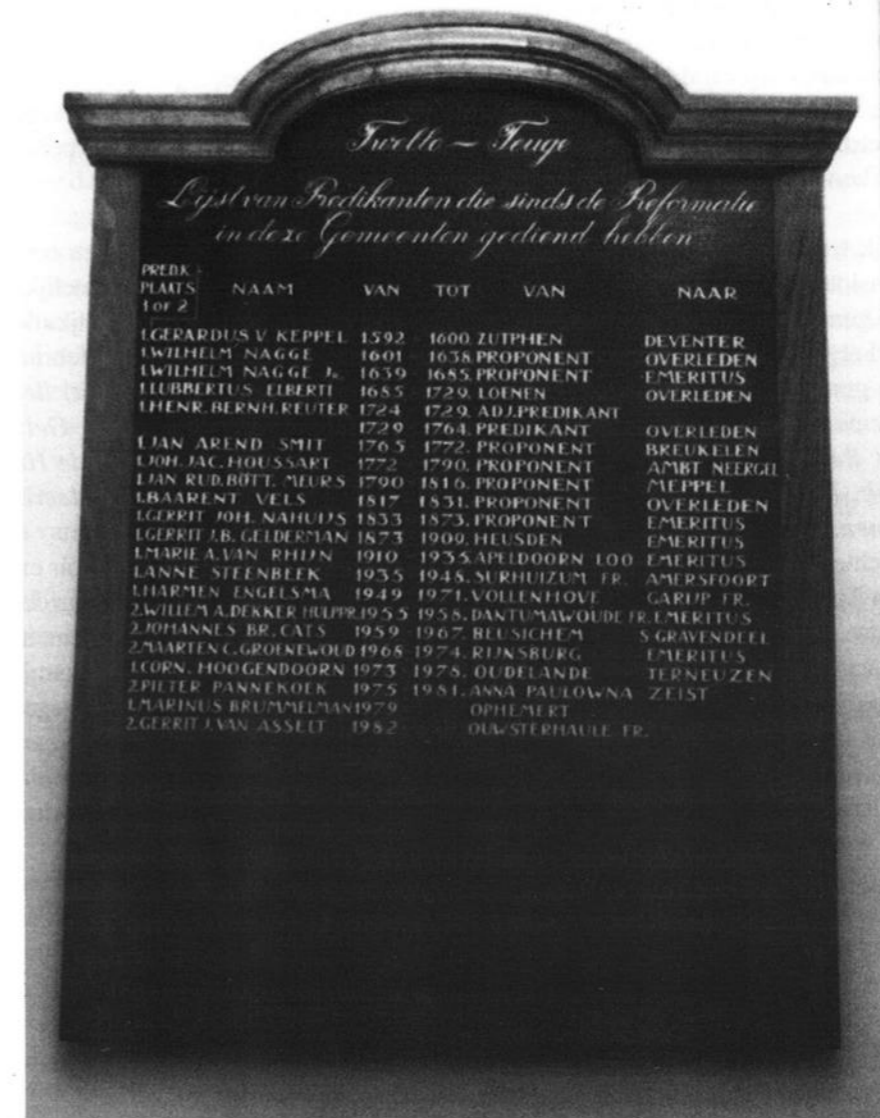 Twello — Teuge
Lijst van Predikanten die sinds de Reformatie
in deze Gemeenten gediend hebben
PRED.K
PLAATS
1 or 2
NAAM VAN TOT VAN NAAR
1.GERARDUS V KEPPEL 1592 - 1600. ZUTPHEN DEVENTER
1.WILHELM NAGGE 1601 1638. PROPONENT OVERLEDEN
1.WILHELM NAGGE Jr. 1639 1685. PROPONENT EMERITUS
1.LUBBERTUS ELBERTI 1685 1729. LOENEN OVERLEDEN
1.HENR. BERNH. REUTER 1724 1729. ADJ.PREDIKANT
1729 1764. PREDIKANT OVERLEDEN
1.JAN AREND SMIT 1765 1772. PROPONENT BREUKELEN
1.JOH. JAC. HOUSSART 1772 1790. PROPONENT AMBT NEERGEL
1.JAN RUD. BÖTT. MEURS 1790 1816. PROPONENT MEPPEL
1.BAARENT VELS 1817 1831. PROPONENT OVERLEDEN
1.GERRIT JOH. NAHUIJS 1833 1873. PROPONENT EMERITUS
1.GERRIT J.B. GELDERMAN 1873 1909. HEUSDEN EMERITUS
1.MARIE A. VAN RHIJN 1910 1935. APELDOORN LOO EMERITUS
1.ANNE STEENBEEK 1935 1948. SURHUIZUM FR. AMERSFOORT
1.HARMEN ENGELSMA 1949 1971. VOLLENHOVE GARIJP FR.
2.WILLEM A. DEKKER HULPPR. 1955 1958. DANTUMAWOUDE FR. EMERITUS
2.JOHANNES BR. CATS 1959 1967. BEUSICHEM S GRAVENDEEL
2.MAARTEN C. GROENEWOUD 1968 1974. RIJNSBURG EMERITUS
1.CORN. HOOGENDOORN 1973 1978. OUDELANDE TERNEUZEN
2.PIETER PANNEKOEK 1975 1981. ANNA PAULOWNA ZEIST
1.MARINUS BRUMMELMAN 1979 OPHEMERT
2.GERRIT J. VAN ASSELT 1982 OUWSTERHAULE FR.